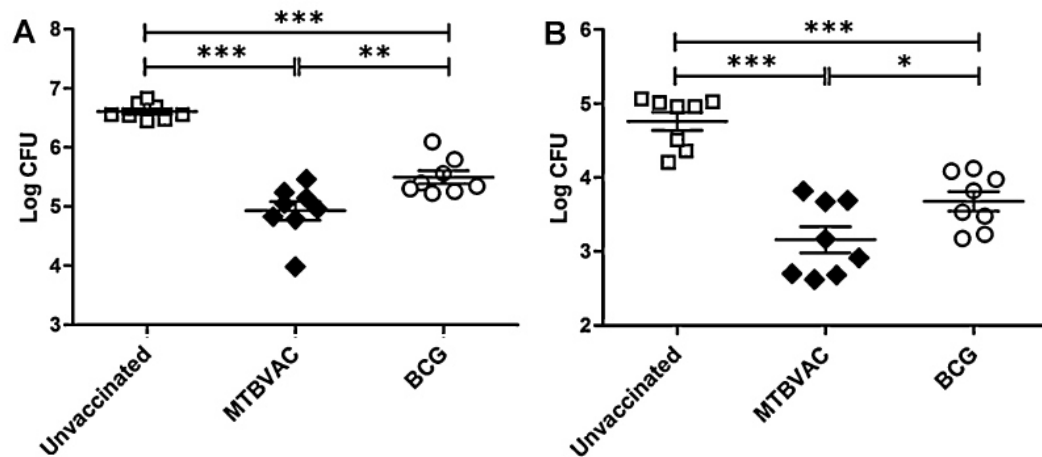 A
B
***
***
***
**
***
*
8
7
6
5
4
3
Log CFU
6
5
4
3
2
Log CFU
Unvaccinated
MTBVAC
BCG
Unvaccinated
MTBVAC
BCG